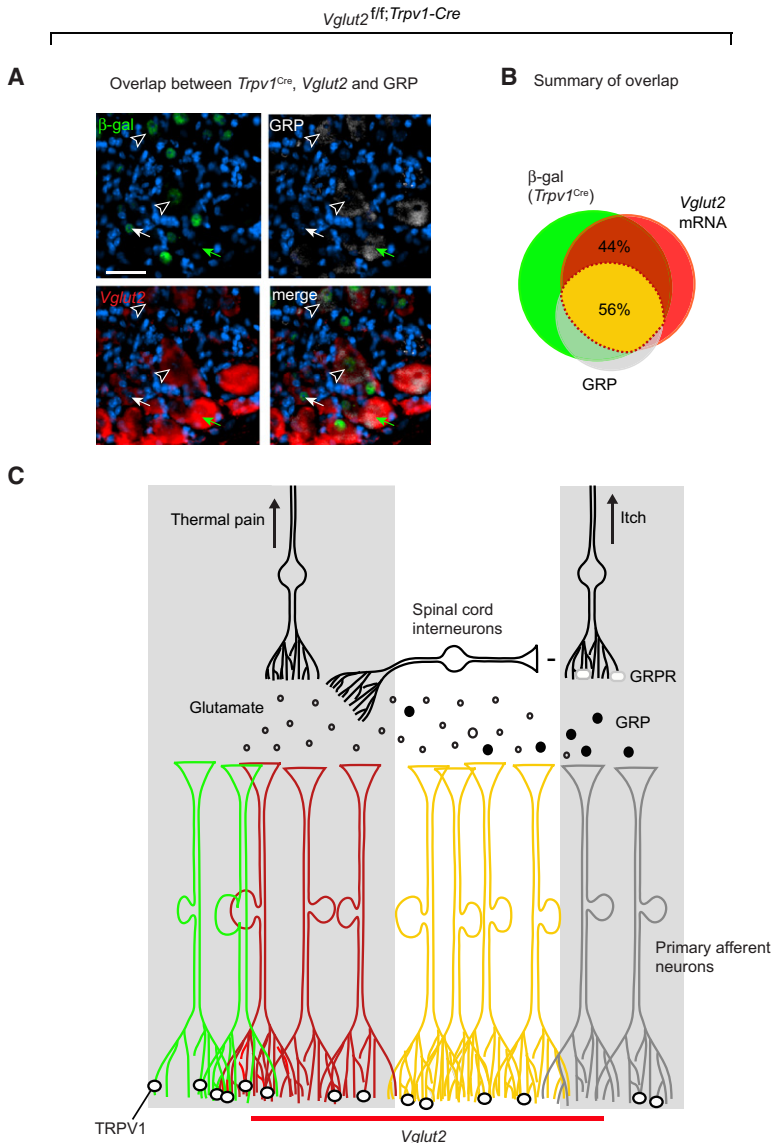 Vglut2f/f;Trpv1-Cre
A
Overlap between Trpv1Cre, Vglut2 and GRP
β-gal
GRP
Vglut2
merge
B
Summary of overlap
β-gal
(Trpv1Cre)
Vglut2
mRNA
44%
56%
GRP
C
Thermal pain
Itch
Spinal cord
interneurons
-
GRPR
Glutamate
GRP
Primary afferent
neurons
TRPV1
Vglut2